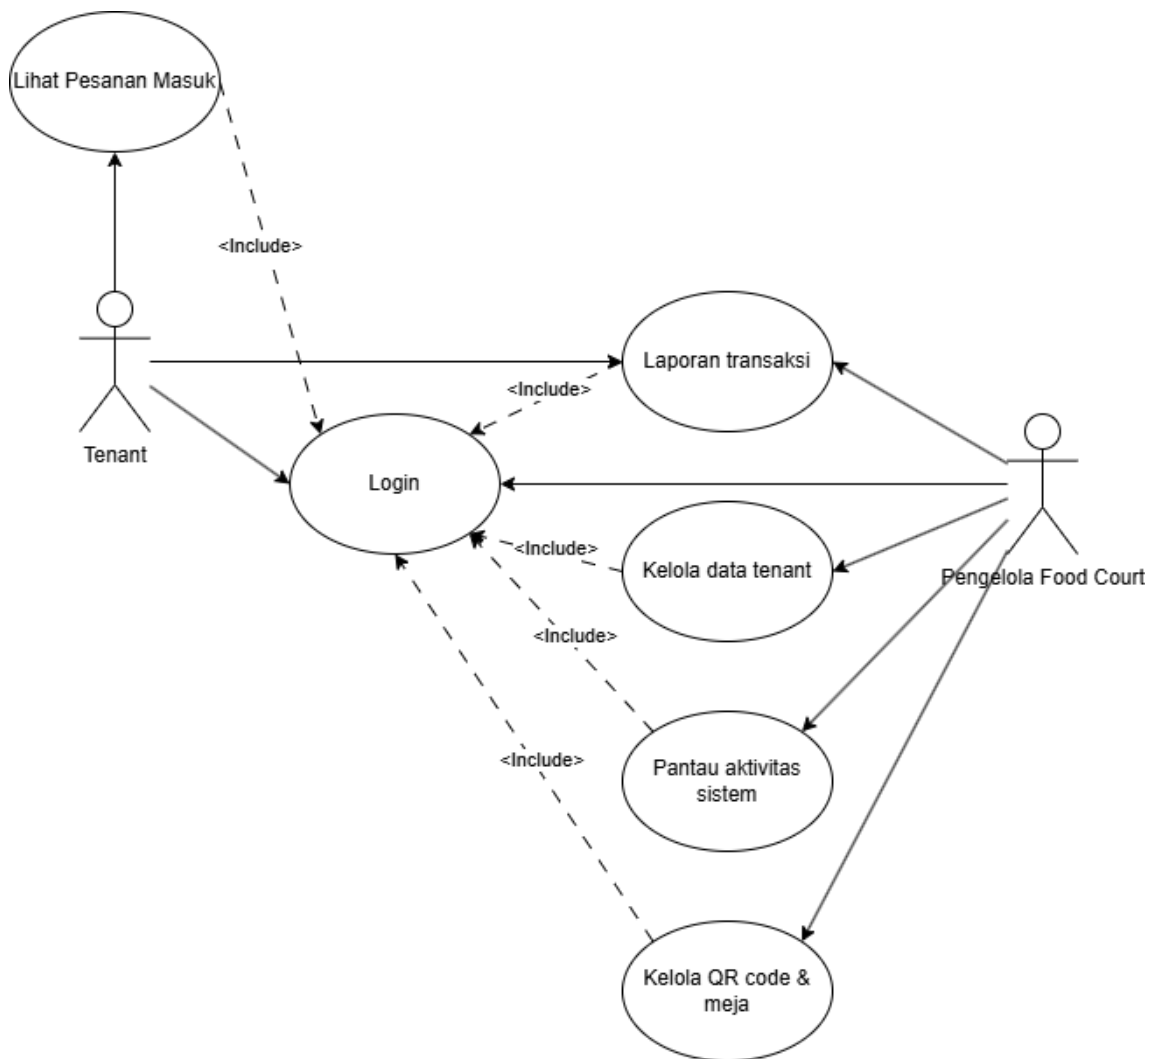 Lihat Pesanan Masuk
<Include>
Laporan transaksi
<Include>
Tenant
Login
<Include>
Kelola data tenant
Pengelola Food Court
<Include>
<Include>
Pantau aktivitas
sistem
Kelola QR code &
meja